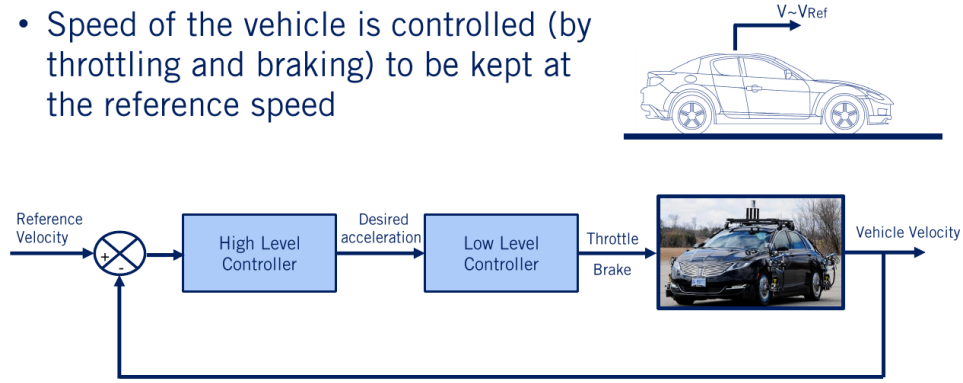 • Speed of the vehicle is controlled (by
throttling and braking) to be kept at
the reference speed
V~VRef
Reference
Velocity
+
-
High Level
Controller
Desired
acceleration
Low Level
Controller
Throttle
Brake
Vehicle Velocity